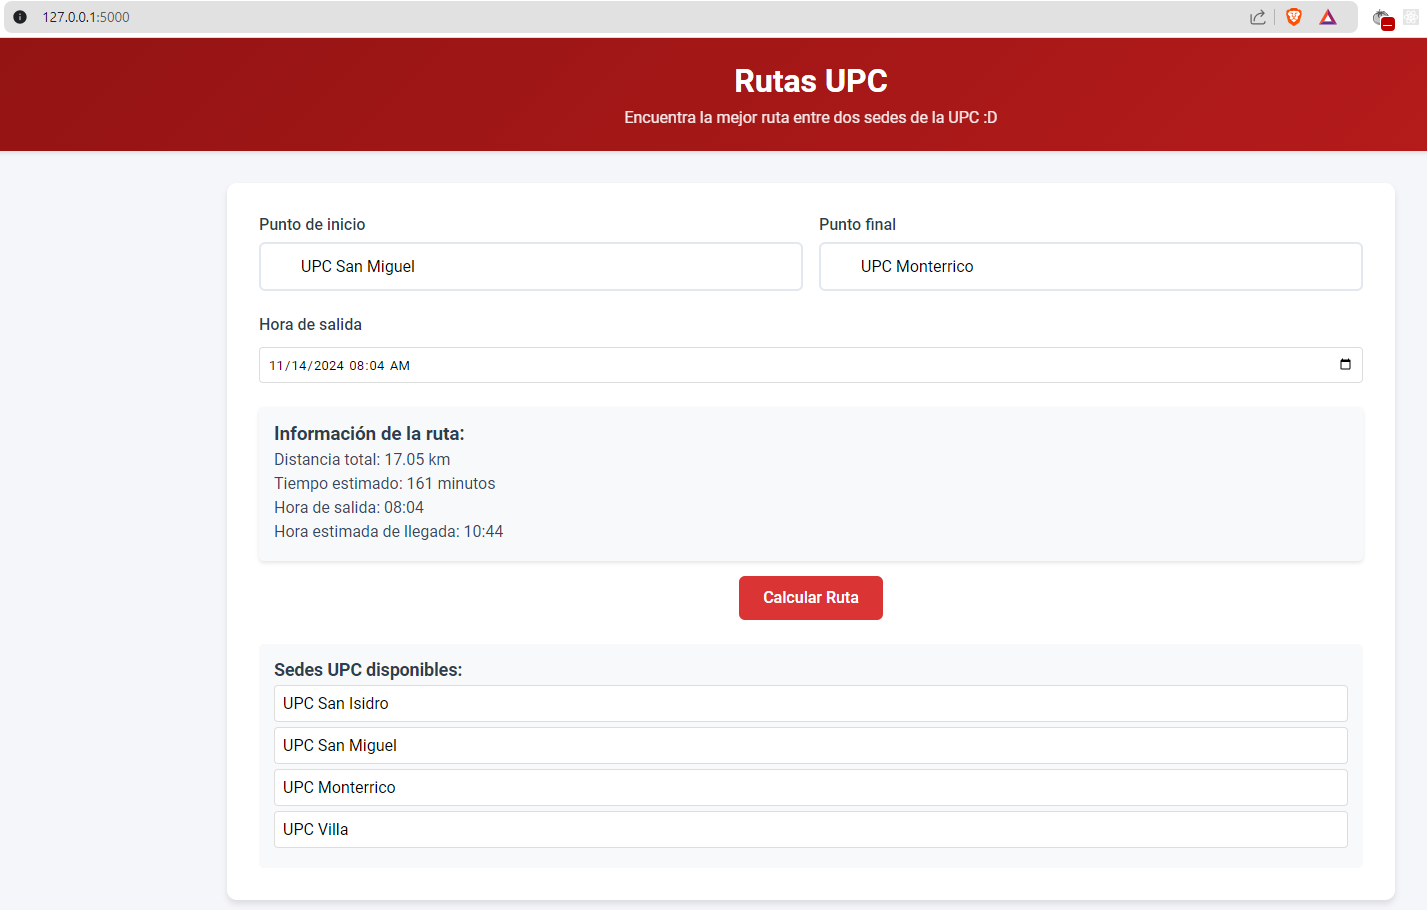 127.0.0.1:5000
Rutas UPC
Encuentra la mejor ruta entre dos sedes de la UPC :D
Punto de inicio
Punto final
UPC San Miguel
UPC Monterrico
Hora de salida
11/14/2024 08:04 AM
Información de la ruta:
Distancia total: 17.05 km
Tiempo estimado: 161 minutos
Hora de salida: 08:04
Hora estimada de llegada: 10:44
Calcular Ruta
Sedes UPC disponibles:
UPC San Isidro
UPC San Miguel
UPC Monterrico
UPC Villa